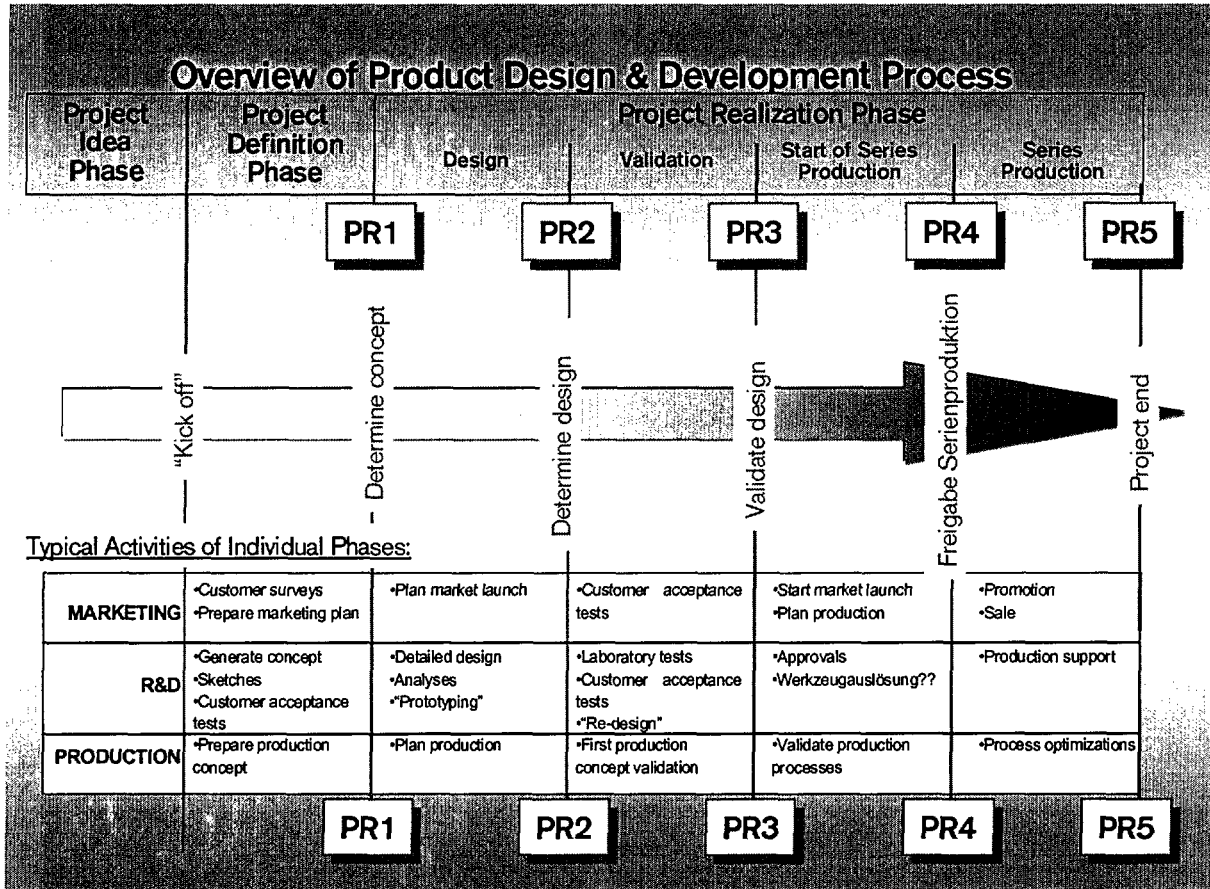 Overview of Product Design & Development Process
Project
Idea
Phase
Project
Definition
Phase
Project Realization Phase
Design
Validation
Start of Series
Production
Series
Production
PR1
PR2
PR3
PR4
PR5
"Kick off"
Determine concept
Determine design
Validate design
Freigabe Serienproduktion
Project end
Typical Activities of Individual Phases:
MARKETING
•Customer surveys
•Prepare marketing plan
•Plan market launch
•Customer acceptance
tests
•Start market launch
•Plan production
•Promotion
•Sale
R&D
•Generate concept
•Sketches
•Customer acceptance
tests
•Detailed design
•Analyses
•"Prototyping"
•Laboratory tests
•Customer acceptance
tests
•"Re-design"
•Approvals
•Werkzeugauslösung??
•Production support
PRODUCTION
•Prepare production
concept
•Plan production
•First production
concept validation
•Validate production
processes
•Process optimizations
PR1
PR2
PR3
PR4
PR5